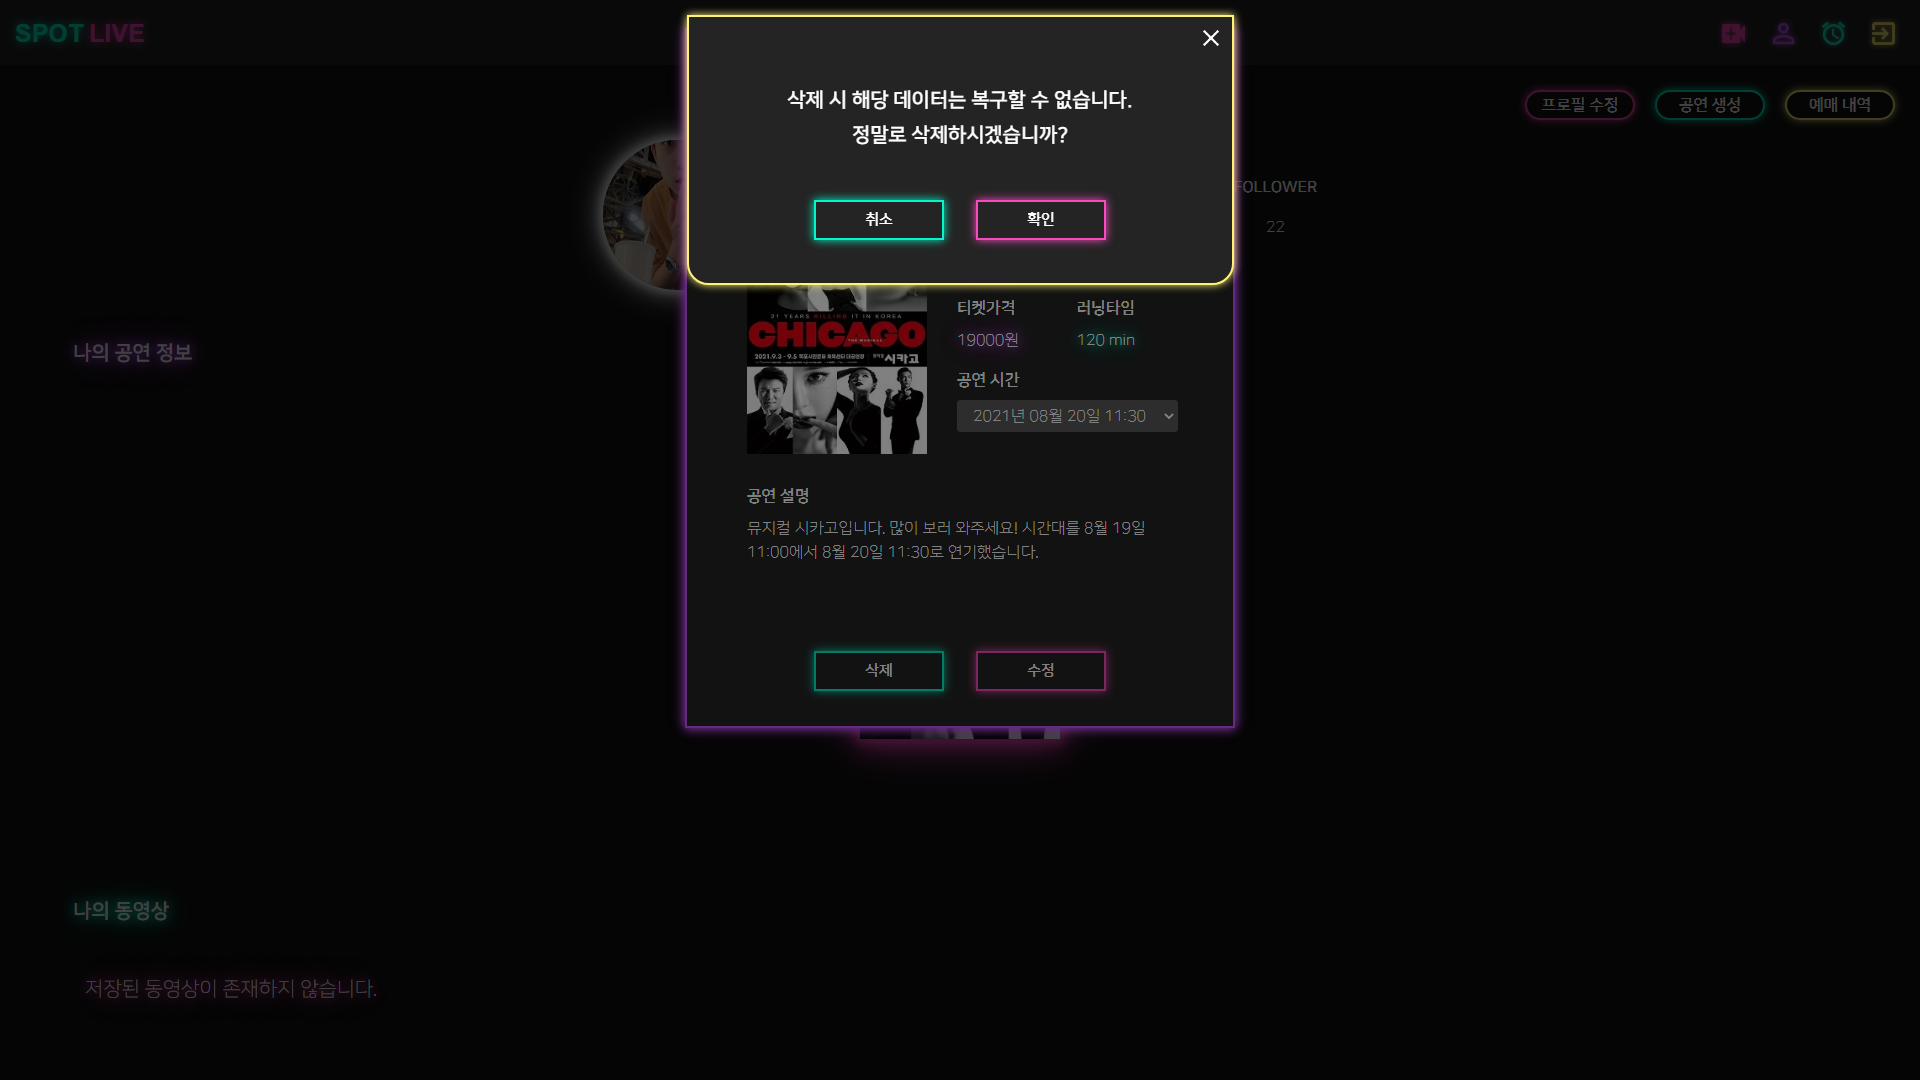 SPOT LIVE
삭제 시 해당 데이터는 복구할 수 없습니다.
정말로 삭제하시겠습니까?
취소
확인
프로필 수정
공연 생성
예매 내역
FOLLOWER
22
나의 공연 정보
21 YEARS KILLING IT IN KOREA
CHICAGO
THE MUSICAL
2021.9.3 - 9.5
시카고
티켓가격
러닝타임
19000원
120 min
공연 시간
2021년 08월 20일 11:30
공연 설명
뮤지컬 시카고입니다. 많이 보러 와주세요! 시간대를 8월 19일
11:00에서 8월 20일 11:30로 연기했습니다.
삭제
수정
나의 동영상
저장된 동영상이 존재하지 않습니다.